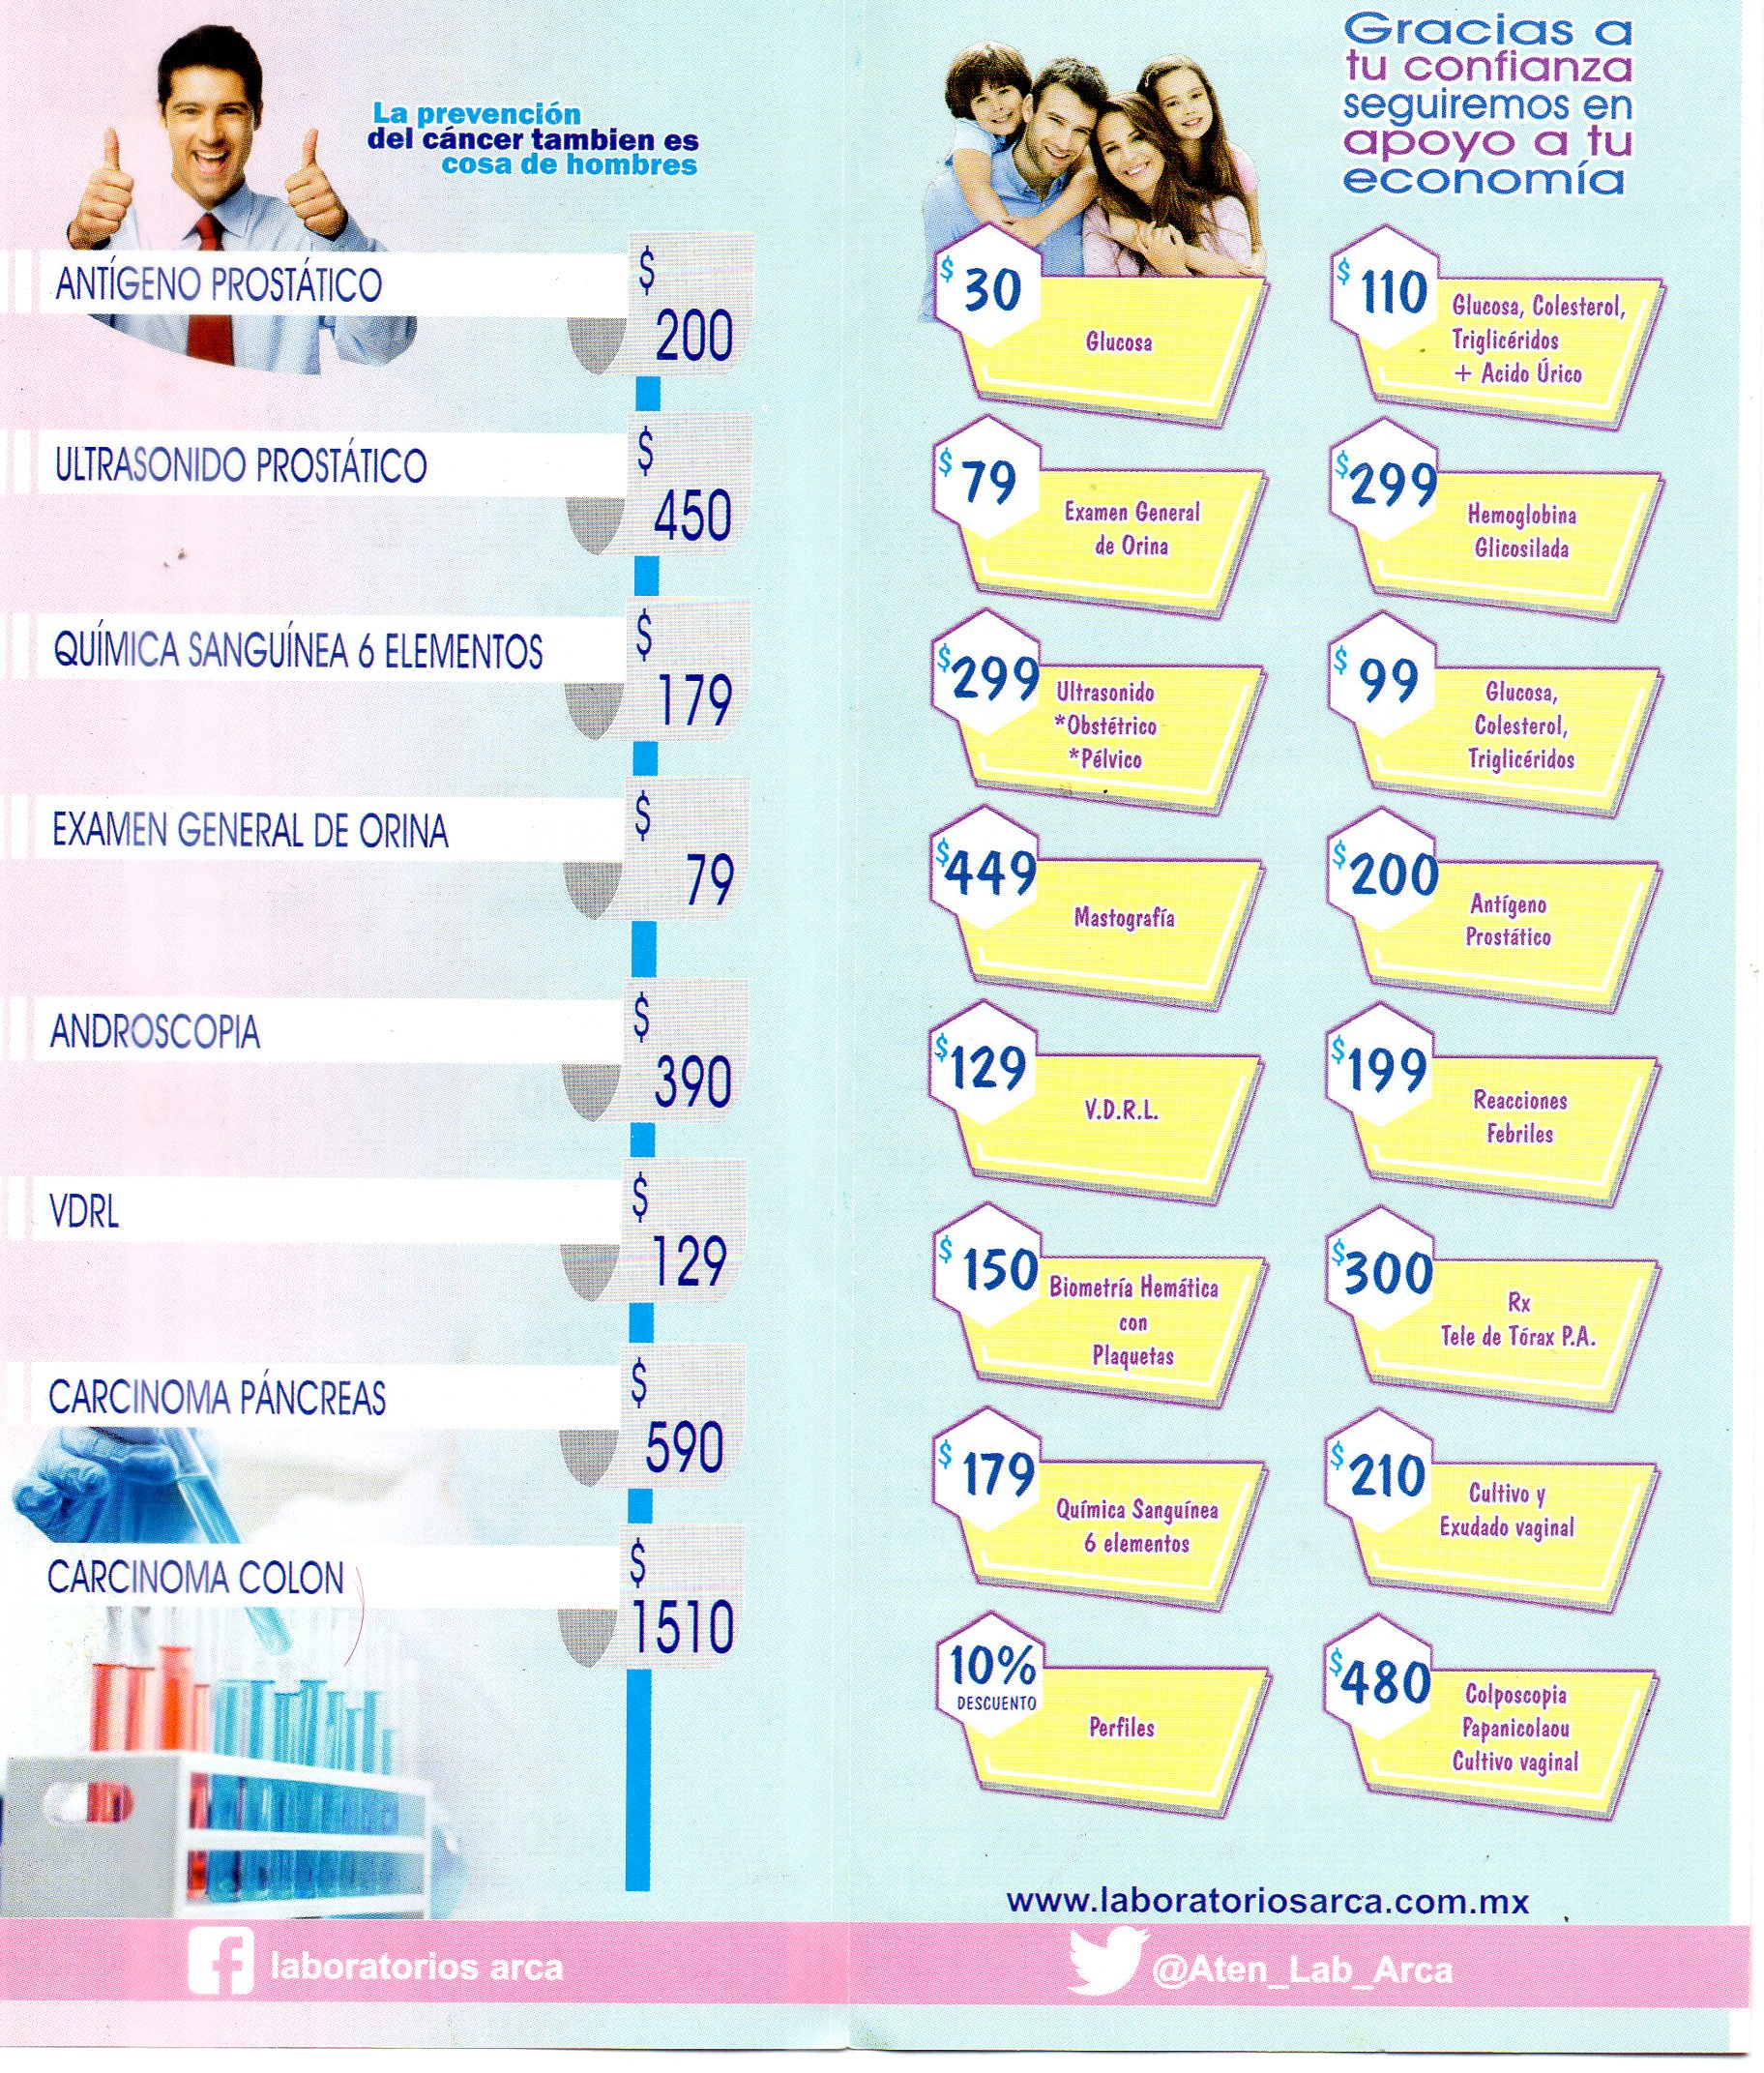 La prevención
del cáncer tambien es
cosa de hombres
ANTÍGENO PROSTÁTICO
$
200
ULTRASONIDO PROSTÁTICO
$
450
QUÍMICA SANGUÍNEA 6 ELEMENTOS
$
179
EXAMEN GENERAL DE ORINA
$
79
ANDROSCOPIA
$
390
VDRL
$
129
CARCINOMA PÁNCREAS
$
590
CARCINOMA COLON
$
1510
laboratorios arca
Gracias a
tu confianza
seguiremos en
apoyo a tu
economía
$ 30
Glucosa
$ 110
Glucosa, Colesterol,
Triglicéridos
+ Acido Úrico
$ 79
Examen General
de Orina
$ 299
Hemoglobina
Glicosilada
$ 299
Ultrasonido
*Obstétrico
*Pélvico
$ 99
Glucosa,
Colesterol,
Triglicéridos
$ 449
Mastografía
$ 200
Antígeno
Prostático
$ 129
V.D.R.L.
$ 199
Reacciones
Febriles
$ 150
Biometría Hemática
con
Plaquetas
$ 300
Rx
Tele de Tórax P.A.
$ 179
Química Sanguínea
6 elementos
$ 210
Cultivo y
Exudado vaginal
10%
DESCUENTO
Perfiles
$ 480
Colposcopia
Papanicolaou
Cultivo vaginal
www.laboratoriosarca.com.mx
@Aten_Lab_Arca